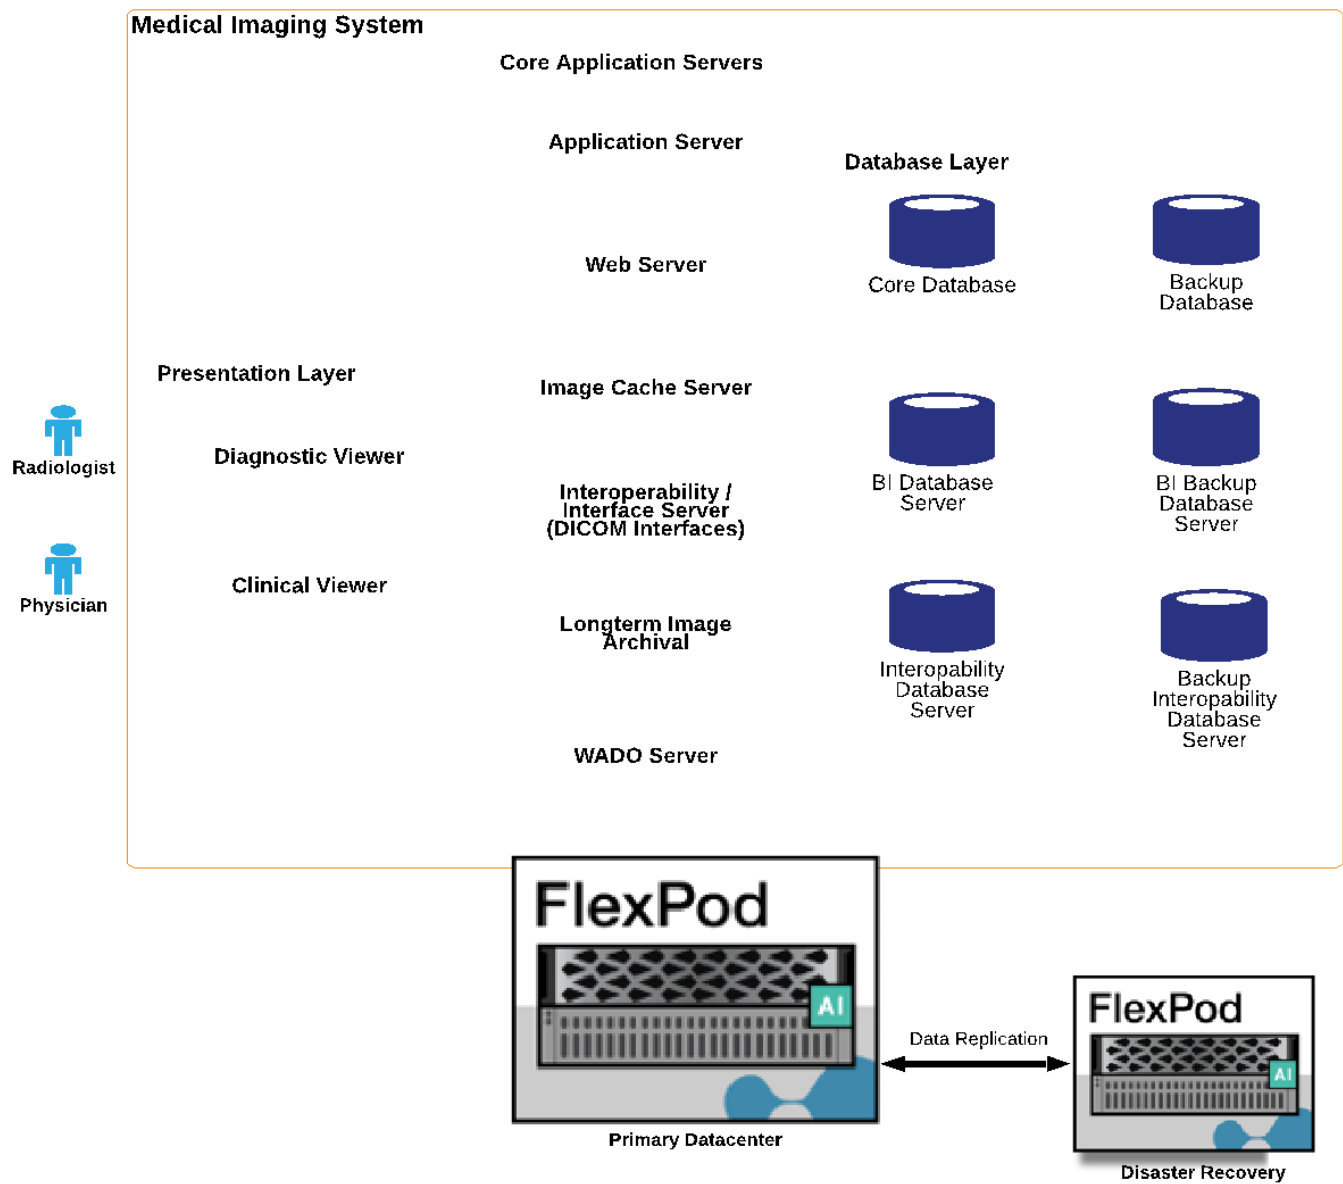 Medical Imaging System
Core Application Servers
Application Server
Database Layer
Web Server
Core Database
Backup
Database
Presentation Layer
Image Cache Server
Radiologist
Diagnostic Viewer
Interoperability /
Interface Server
(DICOM Interfaces)
BI Database
Server
BI Backup
Database
Server
Physician
Clinical Viewer
Longterm Image
Archival
Interopability
Database
Server
Backup
Interopability
Database
Server
WADO Server
FlexPod
AI
Primary Datacenter
Data Replication
FlexPod
AI
Disaster Recovery